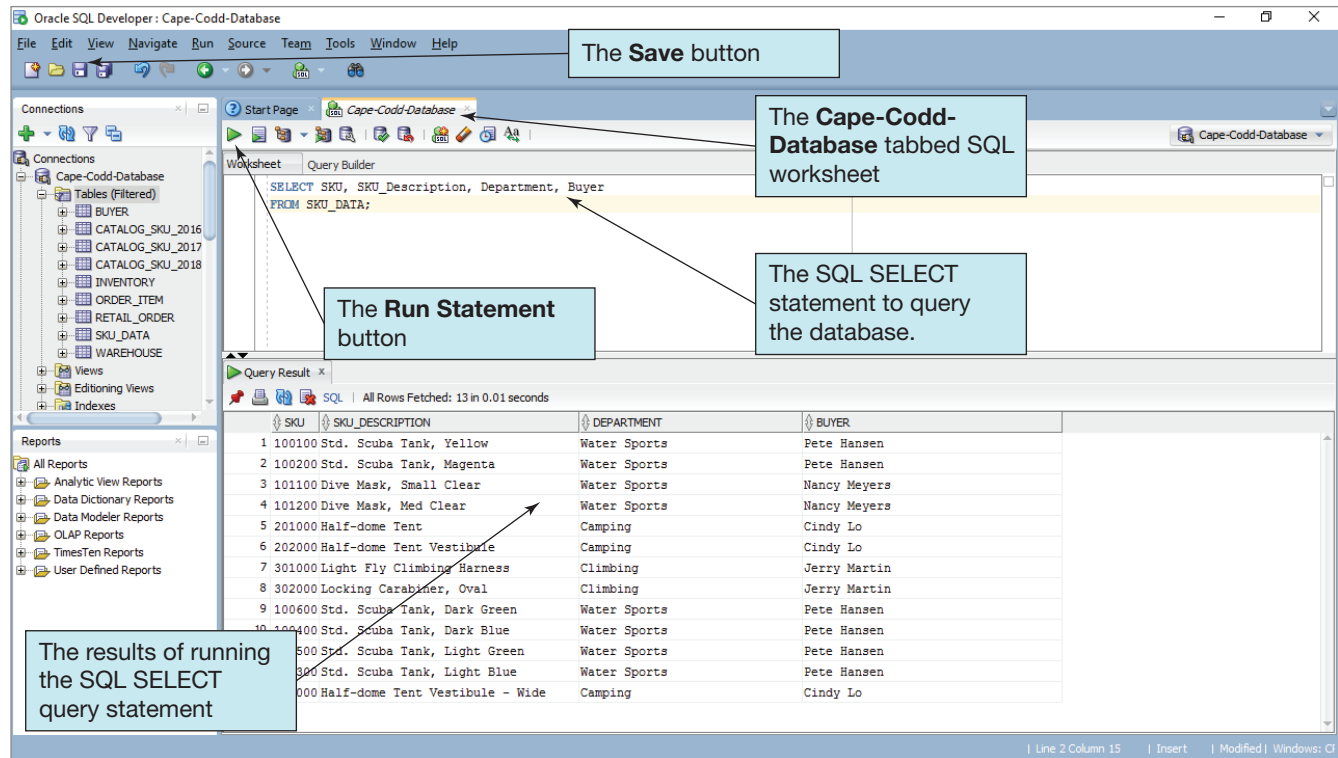 Oracle SQL Developer : Cape-Codd-Database
File Edit View Navigate Run Source Team Tools Window Help
The Save button
Connections
Start Page
Cape-Codd-Database
The Cape-Codd-
Database tabbed SQL
worksheet
Cape-Codd-Database
Connections
Cape-Codd-Database
Tables (Filtered)
BUYER
CATALOG_SKU_2016
CATALOG_SKU_2017
CATALOG_SKU_2018
INVENTORY
ORDER_ITEM
RETAIL_ORDER
SKU_DATA
WAREHOUSE
Views
Editioning Views
Indexes
Worksheet Query Builder
SELECT SKU, SKU_Description, Department, Buyer
FROM SKU_DATA;
The Run Statement
button
The SQL SELECT
statement to query
the database.
Query Result
SQL | All Rows Fetched: 13 in 0.01 seconds
SKU SKU_DESCRIPTION DEPARTMENT BUYER
1 100100 Std. Scuba Tank, Yellow Water Sports Pete Hansen
2 100200 Std. Scuba Tank, Magenta Water Sports Pete Hansen
3 101100 Dive Mask, Small Clear Water Sports Nancy Meyers
4 101200 Dive Mask, Med Clear Water Sports Nancy Meyers
5 201000 Half-dome Tent Camping Cindy Lo
6 202000 Half-dome Tent Vestibule Camping Cindy Lo
7 301000 Light Fly Climbing Harness Climbing Jerry Martin
8 302000 Locking Carabiner, Oval Climbing Jerry Martin
9 100600 Std. Scuba Tank, Dark Green Water Sports Pete Hansen
10 100400 Std. Scuba Tank, Dark Blue Water Sports Pete Hansen
500 Std. Scuba Tank, Light Green Water Sports Pete Hansen
300 Std. Scuba Tank, Light Blue Water Sports Pete Hansen
000 Half-dome Tent Vestibule - Wide Camping Cindy Lo
Reports
All Reports
Analytic View Reports
Data Dictionary Reports
Data Modeler Reports
OLAP Reports
TimesTen Reports
User Defined Reports
The results of running
the SQL SELECT
query statement
| Line 2 Column 15 | Insert | Modified | Windows: C